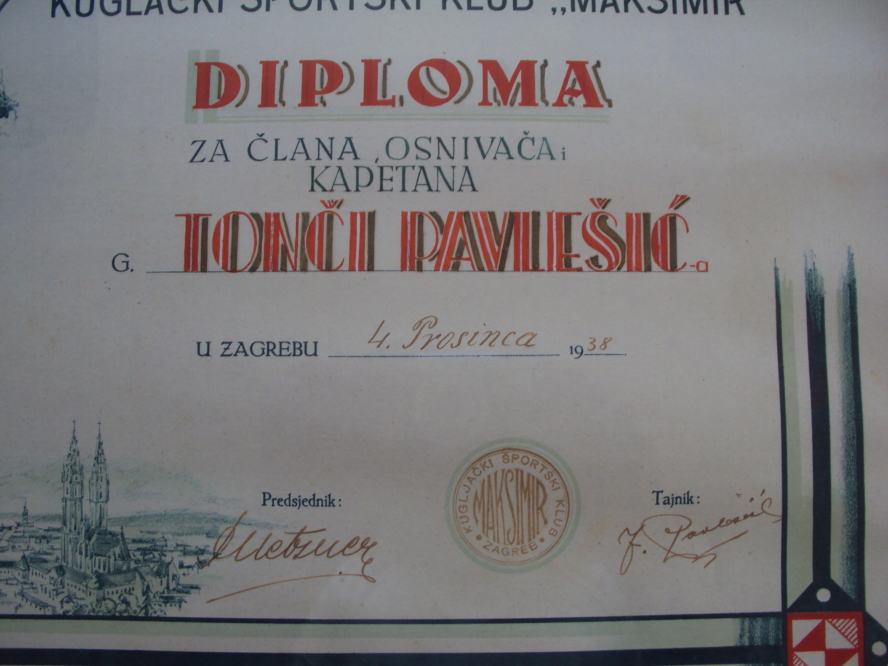 KUGLAČKI ŠPORTSKI KLUB „MAKSIMIR
DIPLOMA
ZA ČLANA, OSNIVAČA i
KAPETANA
G. TONČI PAVLEŠIĆ-a
U ZAGREBU 4. Prosinca 1938
Predsjednik:
KUGLJAČKI ŠPORTSKI KLUB
MAKSIMIR
• ZAGREB •
Tajnik: